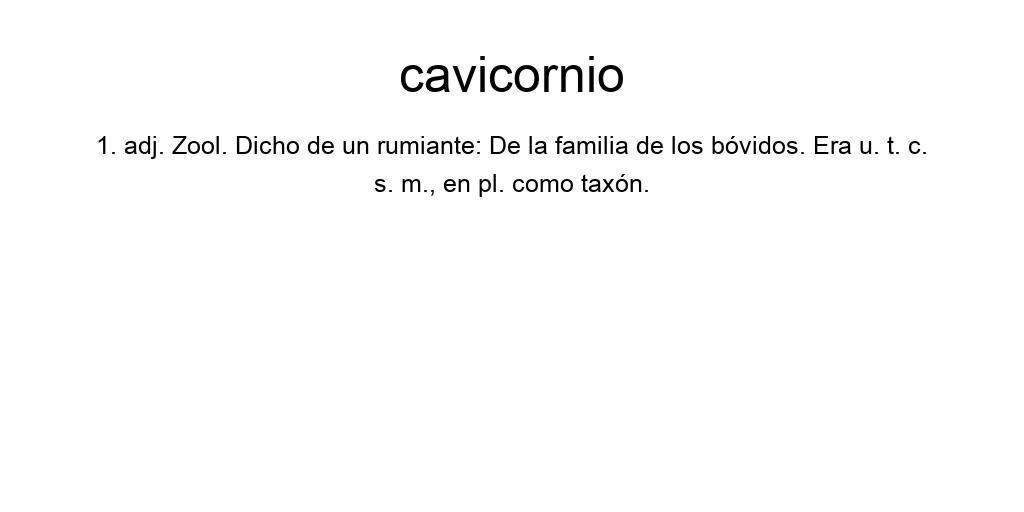 cavicornio
1. adj. Zool. Dicho de un rumiante: De la familia de los bóvidos. Era u. t. c.
s. m., en pl. como taxón.